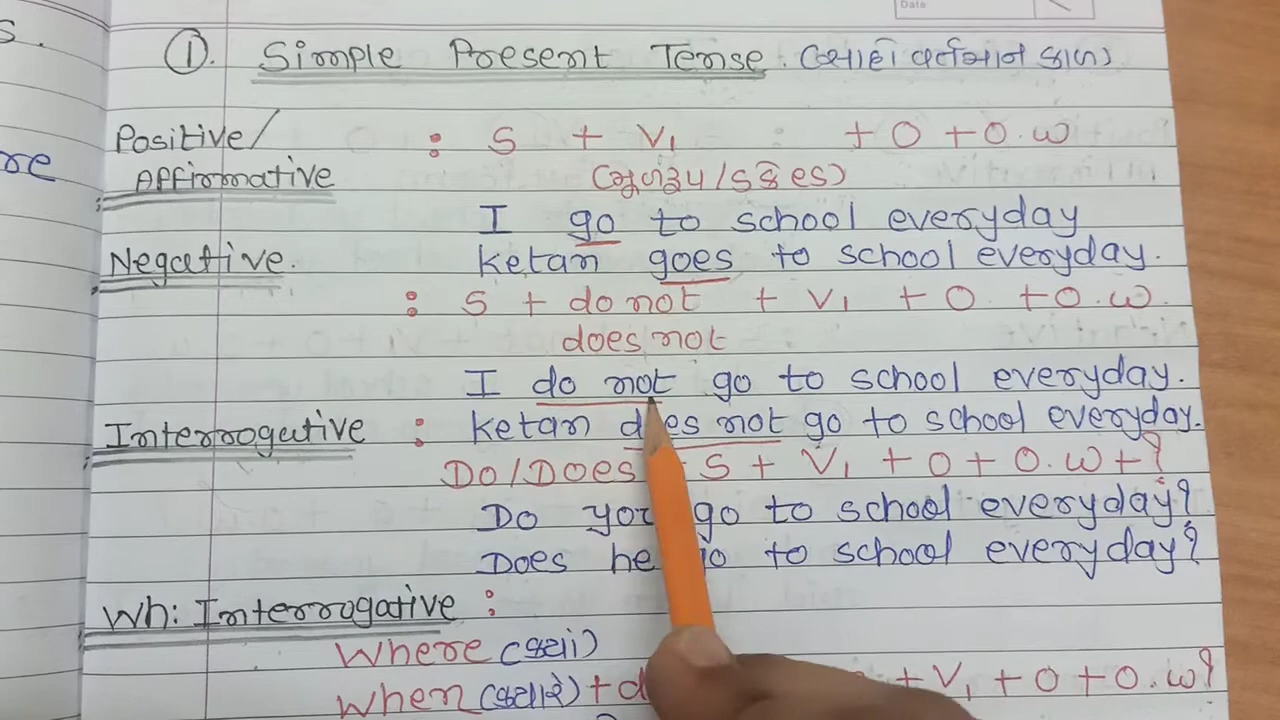 s.
Date
①. Simple Present Tense. (સાદો વર્તમાન કાળ)
Positive/ : S + V₁ + O + O.W
Affirmative (મૂળરૂપ/s કે es)
I go to school everyday
Negative. Ketan goes to school everyday.
: S + do not + V₁ + O + O.W.
does not
I do not go to school everyday.
Interrogative : Ketan does not go to school everyday.
Do/Does S + V₁ + O + O.W + ?
Do you go to school everyday?
Does he go to school everyday?
Wh: Interrogative :
Where (ક્યાં)
When (ક્યારે) + d + V₁ + O + O.W?
re